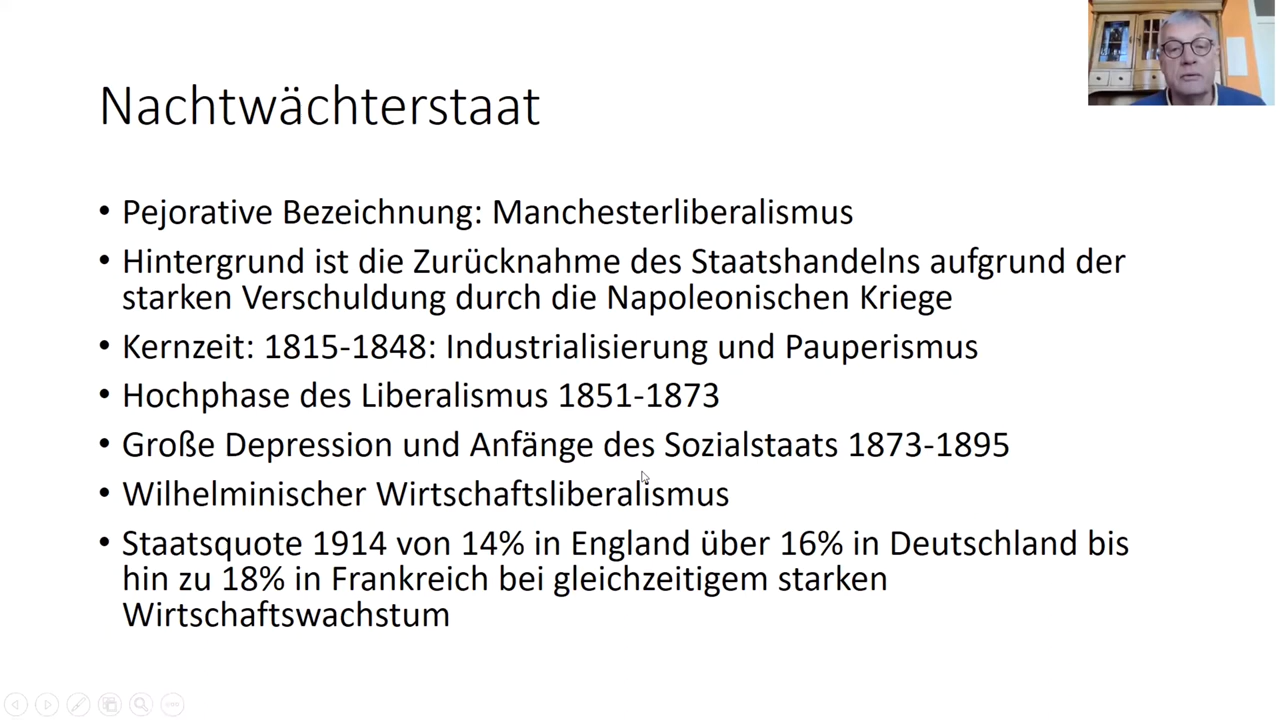 Nachtwächterstaat
• Pejorative Bezeichnung: Manchesterliberalismus
• Hintergrund ist die Zurücknahme des Staatshandelns aufgrund der
starken Verschuldung durch die Napoleonischen Kriege
• Kernzeit: 1815-1848: Industrialisierung und Pauperismus
• Hochphase des Liberalismus 1851-1873
• Große Depression und Anfänge des Sozialstaats 1873-1895
• Wilhelminischer Wirtschaftsliberalismus
• Staatsquote 1914 von 14% in England über 16% in Deutschland bis
hin zu 18% in Frankreich bei gleichzeitigem starken
Wirtschaftswachstum